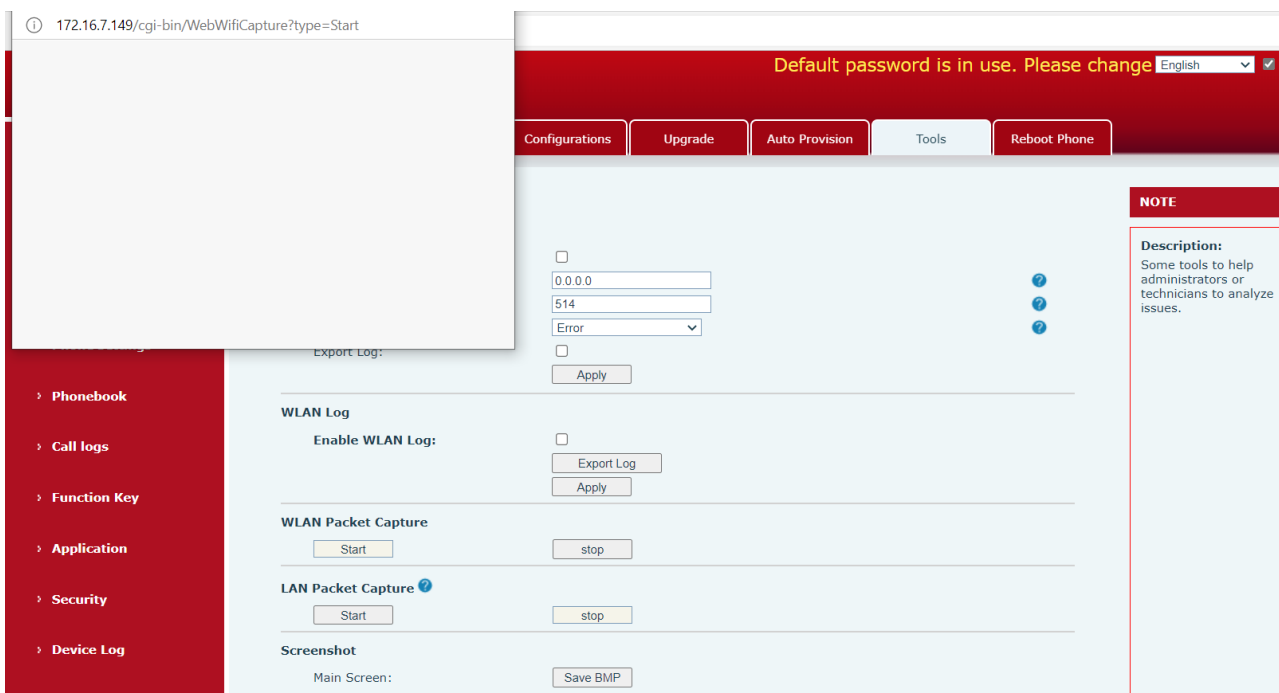 172.16.7.149/cgi-bin/WebWifiCapture?type=Start
Default password is in use. Please change English
Configurations Upgrade Auto Provision Tools Reboot Phone
NOTE
Description:
Some tools to help
administrators or
technicians to analyze
issues.
0.0.0.0
514
Error
Export Log:
Apply
WLAN Log
Enable WLAN Log:
Export Log
Apply
WLAN Packet Capture
Start stop
LAN Packet Capture
Start stop
Screenshot
Main Screen: Save BMP
› Phonebook
› Call logs
› Function Key
› Application
› Security
› Device Log